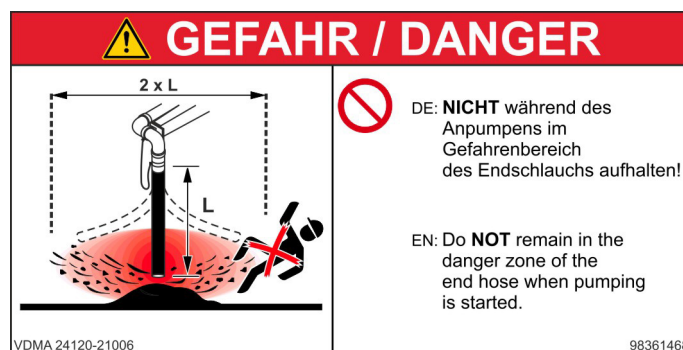 GEFAHR / DANGER
2 x L
L
DE: NICHT während des
Anpumpens im
Gefahrenbereich
des Endschlauchs aufhalten!
EN: Do NOT remain in the
danger zone of the
end hose when pumping
is started.
VDMA 24120-21006
98361468